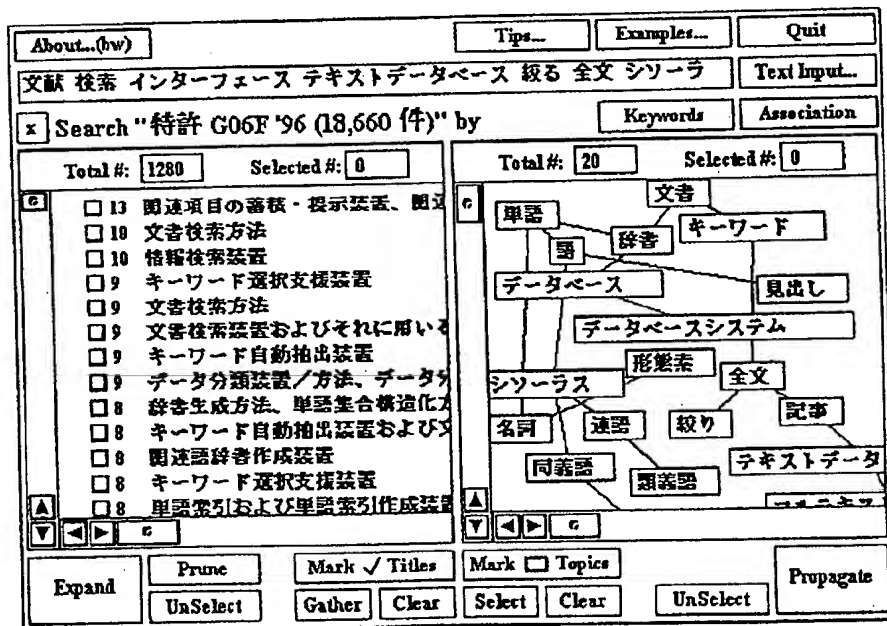 About...(bw)
Tips...
Examples...
Quit
文献 検索 インターフェース テキストデータベース 絞る 全文 シソーラ
Text Input...
x Search "特許 G06F '96 (18,660 件)" by
Keywords
Association
Total #: 1280 Selected #: 0
13 関連項目の蓄積・提示装置、関連
10 文書検索方法
10 情報検索装置
9 キーワード選択支援装置
9 文書検索方法
9 文書検索装置およびそれに用いる
9 キーワード自動抽出装置
9 データ分類装置/方法、データ分
8 辞書生成方法、単語集合構造化方
8 キーワード自動抽出装置および文
8 関連語辞書作成装置
8 キーワード選択支援装置
8 単語索引および単語索引作成装置
Total #: 20 Selected #: 0
文書
単語
キーワード
辞書
語
データベース
見出し
データベースシステム
形態素
シソーラス
全文
名詞
連語
絞り
記事
同義語
類義語
テキストデータ
Expand
Prune
Mark ✓ Titles
UnSelect
Gather
Clear
Mark Topics
Select
Clear
UnSelect
Propagate